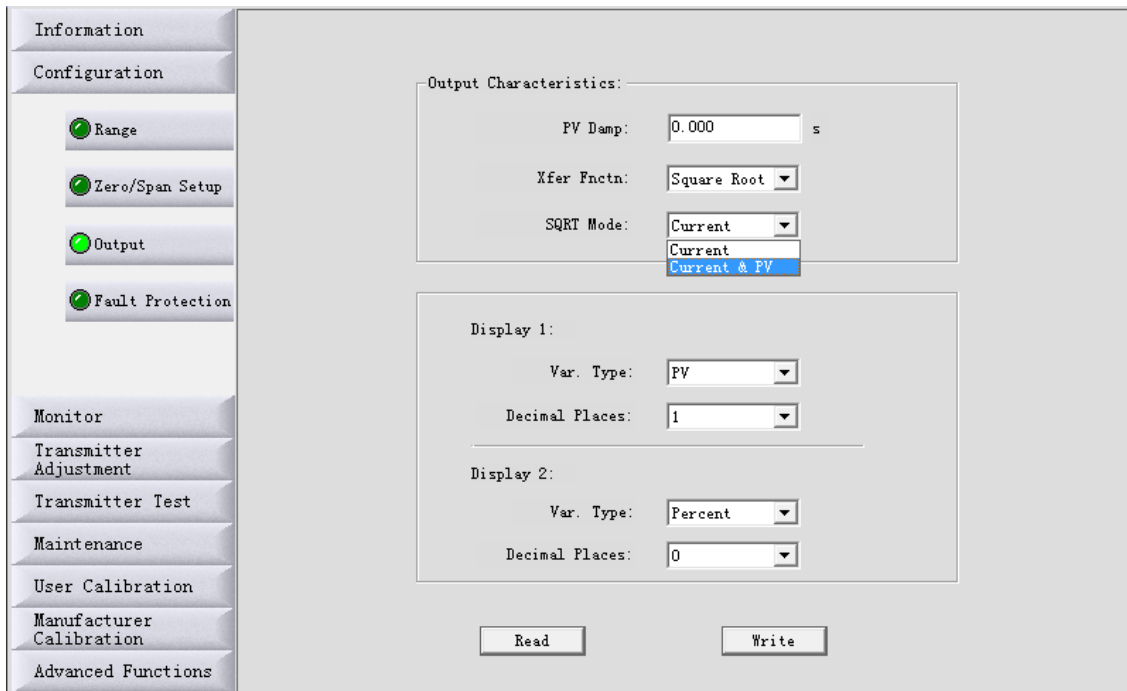 Information
Configuration
Range
Zero/Span Setup
Output
Fault Protection
Monitor
Transmitter
Adjustment
Transmitter Test
Maintenance
User Calibration
Manufacturer
Calibration
Advanced Functions
Output Characteristics:
PV Damp: 0.000 s
Xfer Fnctn: Square Root
SQRT Mode: Current
Current
Current & PV
Display 1:
Var. Type: PV
Decimal Places: 1
Display 2:
Var. Type: Percent
Decimal Places: 0
Read Write